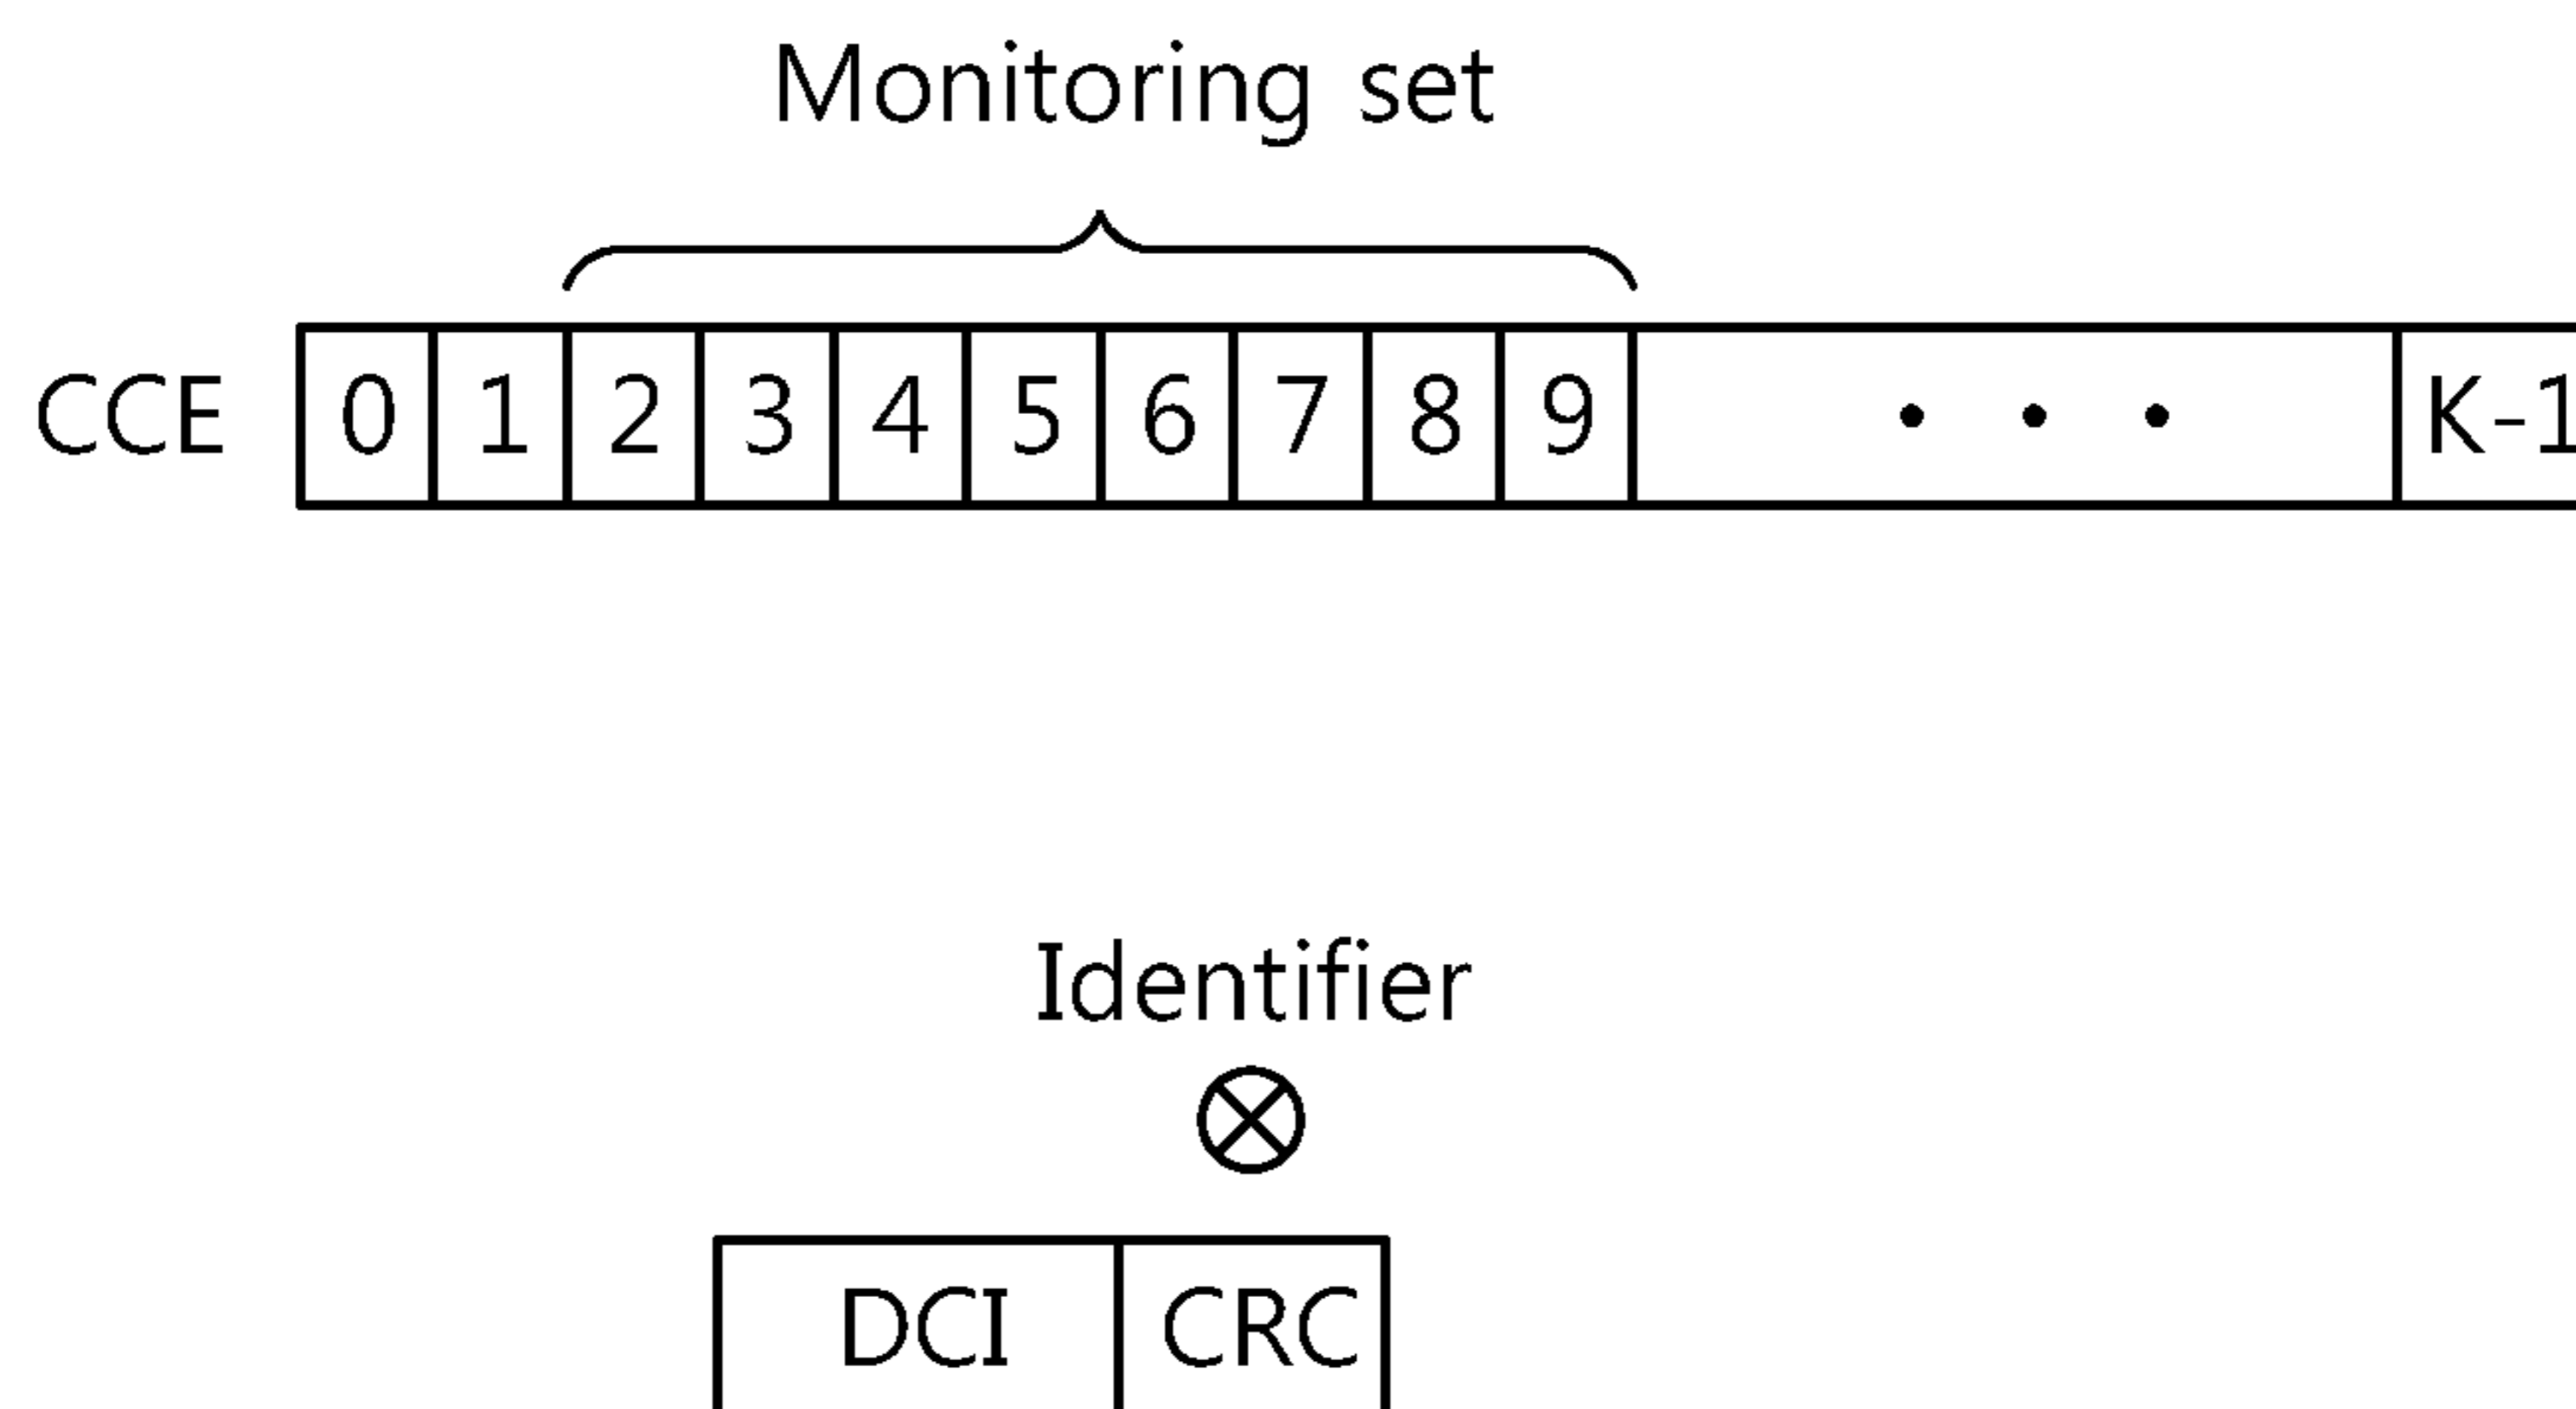 Monitoring set
CCE 0 1 2 3 4 5 6 7 8 9 • • • K-1
Identifier
DCI CRC